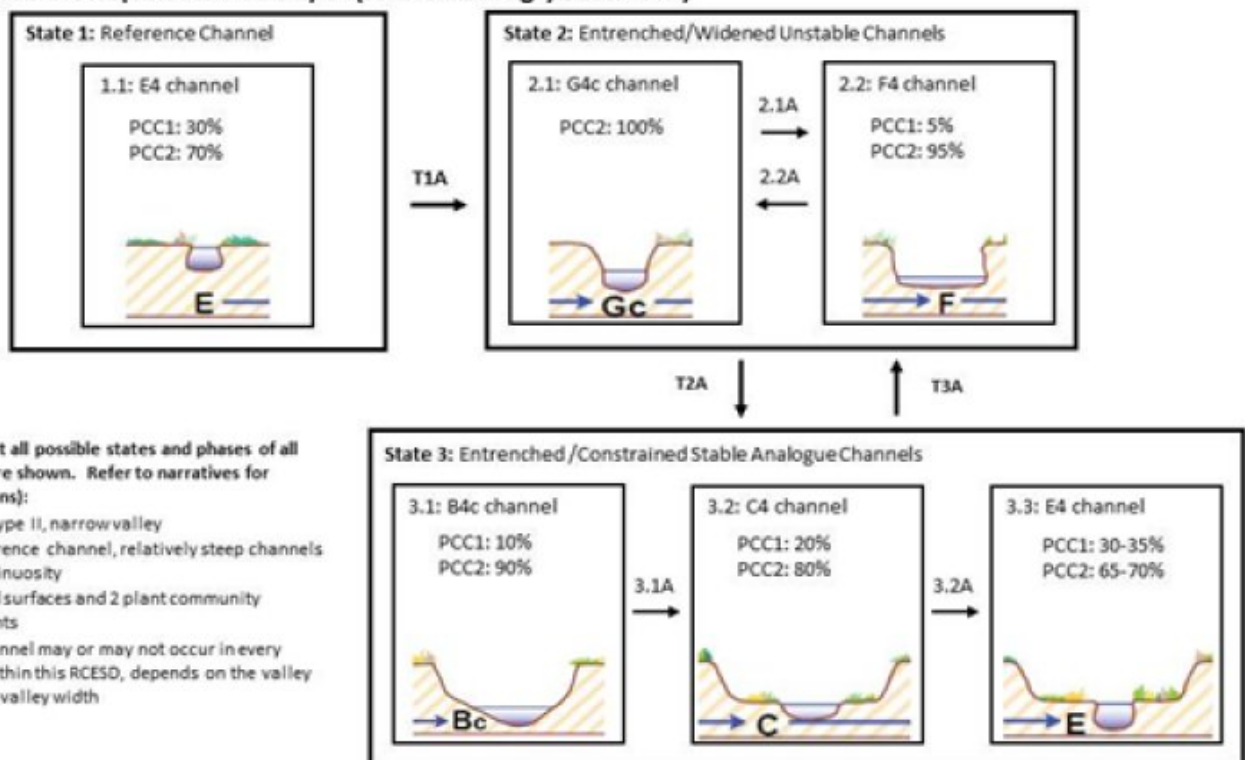 State 1: Reference Channel
1.1: E4 channel
PCC1: 30%
PCC2: 70%
E
T1A
State 2: Entrenched/Widened Unstable Channels
2.1: G4c channel
PCC2: 100%
Gc
2.1A
2.2A
2.2: F4 channel
PCC1: 5%
PCC2: 95%
F
T2A
T3A
t all possible states and phases of all
re shown. Refer to narratives for
ns):
ype II, narrow valley
rence channel, relatively steep channels
inuosity
l surfaces and 2 plant community
nts
nnel may or may not occur in every
thin this RCESD, depends on the valley
valley width
State 3: Entrenched/Constrained Stable Analogue Channels
3.1: B4c channel
PCC1: 10%
PCC2: 90%
Bc
3.1A
3.2: C4 channel
PCC1: 20%
PCC2: 80%
C
3.2A
3.3: E4 channel
PCC1: 30-35%
PCC2: 65-70%
E